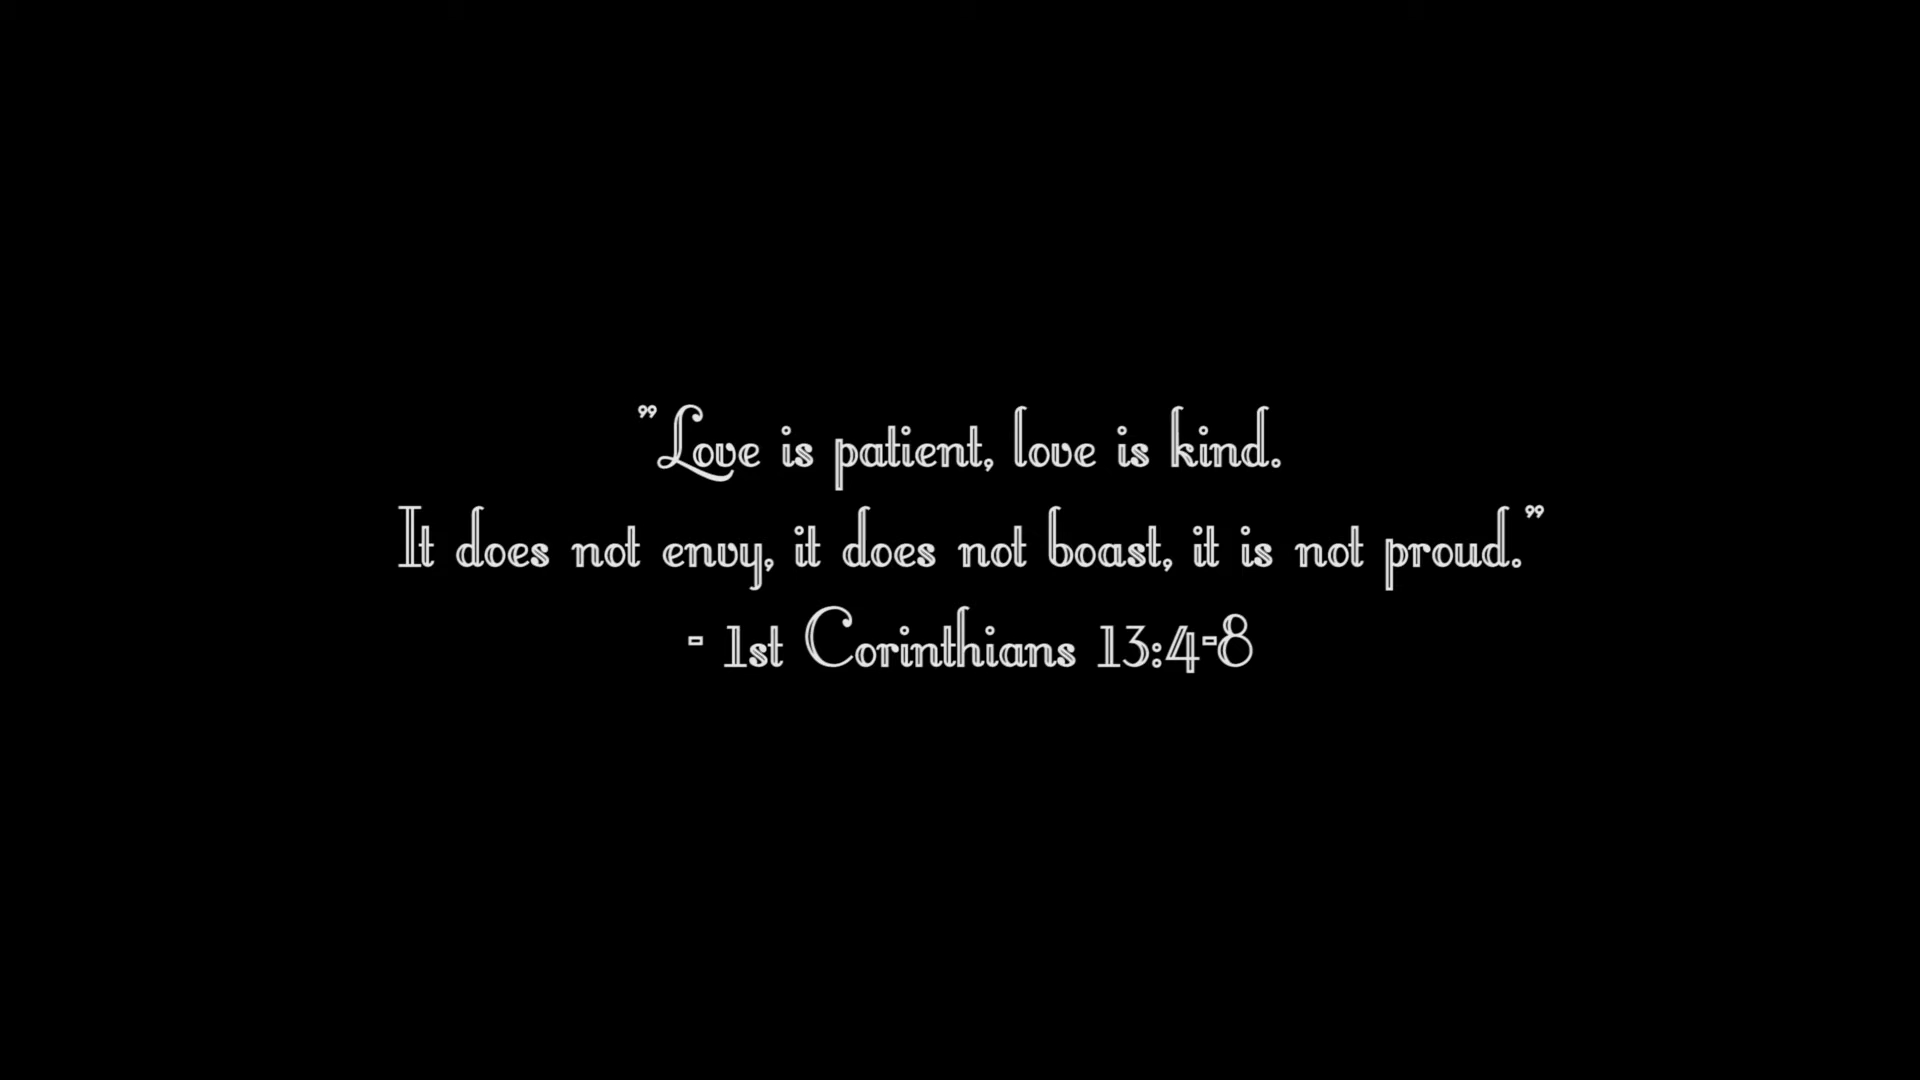 "Love is patient, love is kind.
It does not envy, it does not boast, it is not proud."
- 1st Corinthians 13:4-8